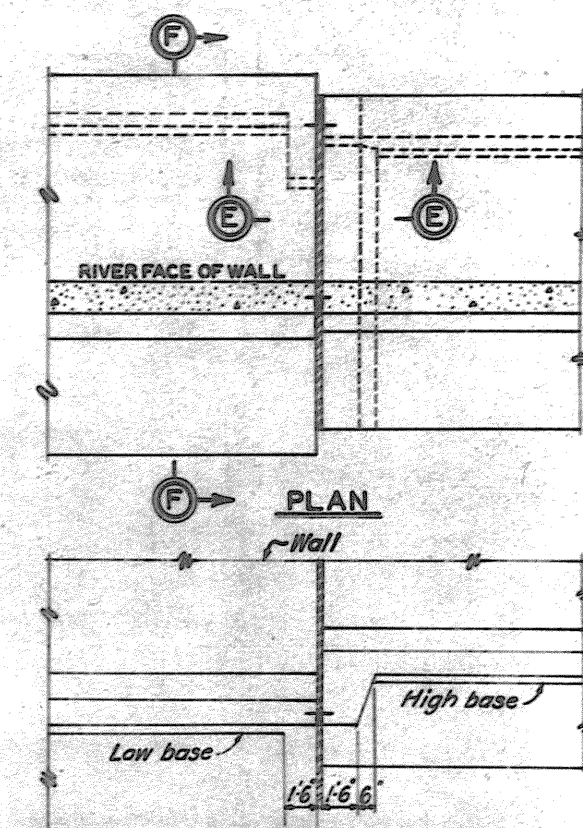 F
E E
RIVER FACE OF WALL
F
PLAN
Wall
High base
Low base
1'-6" 1'-6" 6"